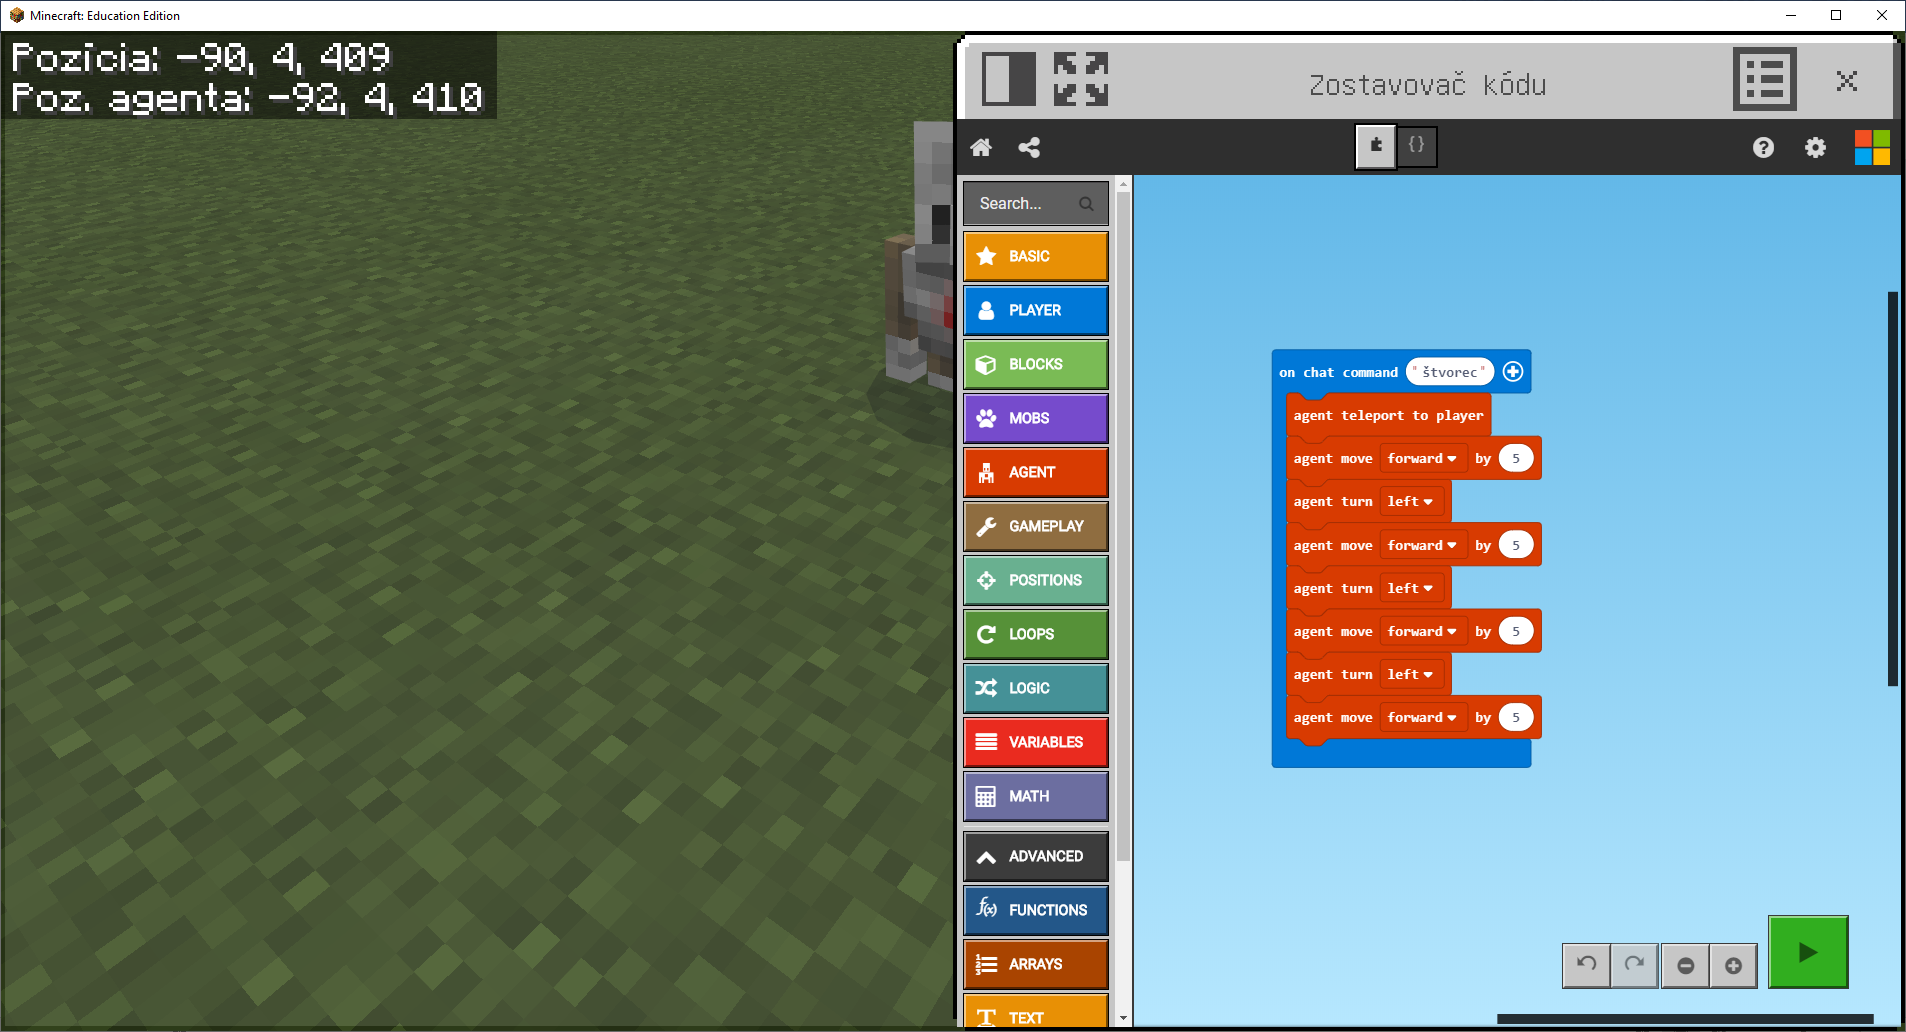 Minecraft: Education Edition
Pozícia: -90, 4, 409
Poz. agenta: -92, 4, 410
Zostavovač kódu
{}
?
Search...
BASIC
PLAYER
BLOCKS
MOBS
AGENT
GAMEPLAY
POSITIONS
LOOPS
LOGIC
VARIABLES
MATH
ADVANCED
f(x) FUNCTIONS
ARRAYS
T TEXT
on chat command "štvorec"
agent teleport to player
agent move forward by 5
agent turn left
agent move forward by 5
agent turn left
agent move forward by 5
agent turn left
agent move forward by 5